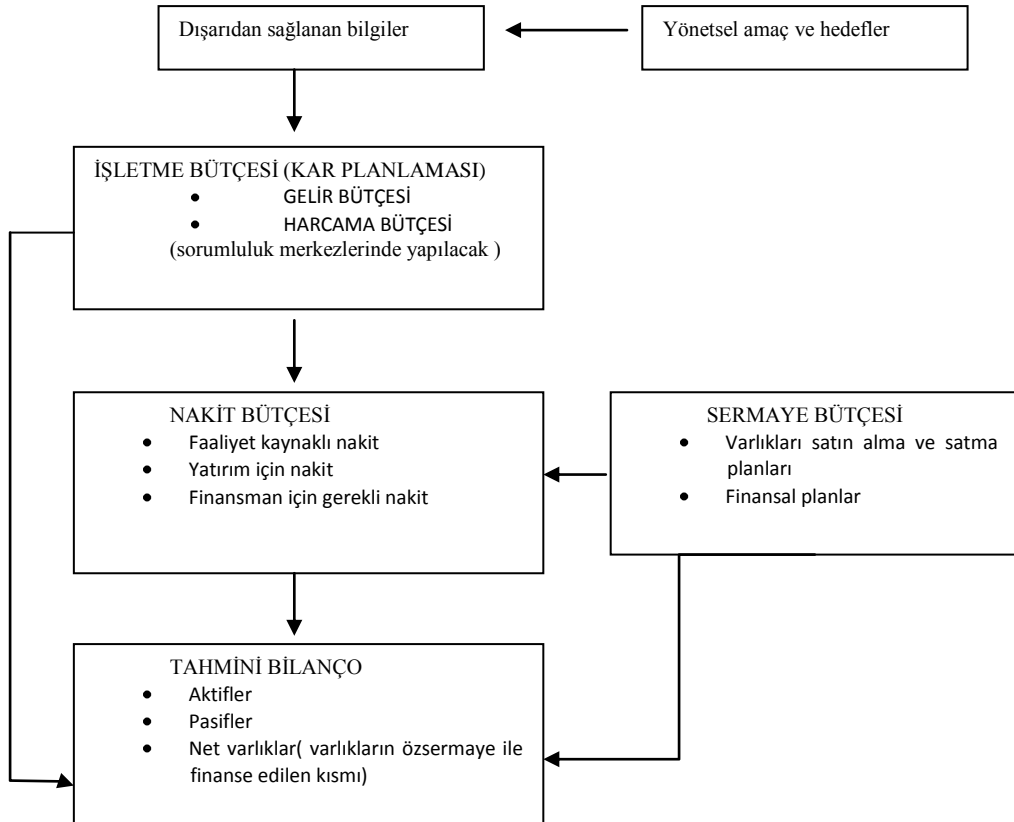 Dışarıdan sağlanan bilgiler
Yönetsel amaç ve hedefler
İŞLETME BÜTÇESİ (KAR PLANLAMASI)
• GELİR BÜTÇESİ
• HARCAMA BÜTÇESİ
(sorumluluk merkezlerinde yapılacak )
NAKİT BÜTÇESİ
• Faaliyet kaynaklı nakit
• Yatırım için nakit
• Finansman için gerekli nakit
SERMAYE BÜTÇESİ
• Varlıkları satın alma ve satma
planları
• Finansal planlar
TAHMİNİ BİLANÇO
• Aktifler
• Pasifler
• Net varlıklar( varlıkların özsermaye ile
finanse edilen kısmı)